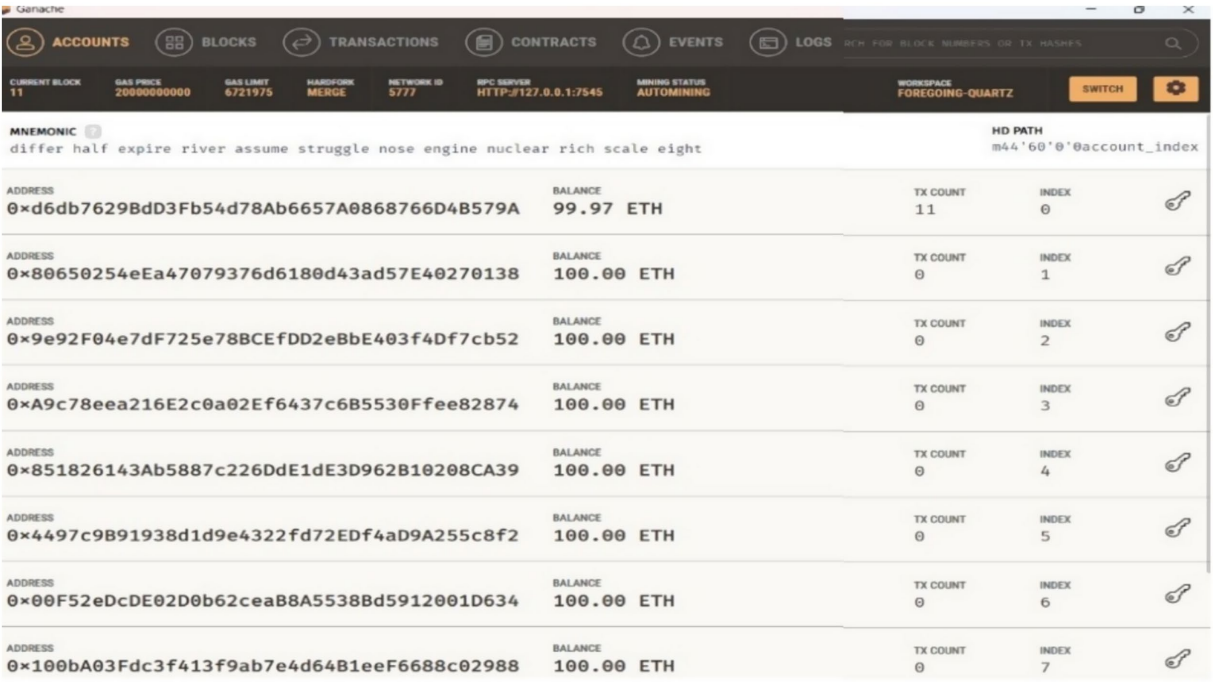 Ganache
ACCOUNTS BLOCKS TRANSACTIONS CONTRACTS EVENTS LOGS RCH FOR BLOCK NUMBERS OR TX HASHES
CURRENT BLOCK GAS PRICE GAS LIMIT HARDFORK NETWORK ID RPC SERVER MINING STATUS WORKSPACE
11 20000000000 6721975 MERGE 5777 HTTP://127.0.0.1:7545 AUTOMINING FOREGOING-QUARTZ SWITCH
MNEMONIC ? HD PATH
differ half expire river assume struggle nose engine nuclear rich scale eight m44'60'0'0account_index
ADDRESS BALANCE TX COUNT INDEX
0×d6db7629BdD3Fb54d78Ab6657A0868766D4B579A 99.97 ETH 11 0
ADDRESS BALANCE TX COUNT INDEX
0×80650254eEa47079376d6180d43ad57E40270138 100.00 ETH 0 1
ADDRESS BALANCE TX COUNT INDEX
0×9e92F04e7dF725e78BCEfDD2eBbE403f4Df7cb52 100.00 ETH 0 2
ADDRESS BALANCE TX COUNT INDEX
0×A9c78eea216E2c0a02Ef6437c6B5530Ffee82874 100.00 ETH 0 3
ADDRESS BALANCE TX COUNT INDEX
0×851826143Ab5887c226DdE1dE3D962B10208CA39 100.00 ETH 0 4
ADDRESS BALANCE TX COUNT INDEX
0×4497c9B91938d1d9e4322fd72EDf4aD9A255c8f2 100.00 ETH 0 5
ADDRESS BALANCE TX COUNT INDEX
0×00F52eDcDE02D0b62ceaB8A5538Bd5912001D634 100.00 ETH 0 6
ADDRESS BALANCE TX COUNT INDEX
0×100bA03Fdc3f413f9ab7e4d64B1eeF6688c02988 100.00 ETH 0 7